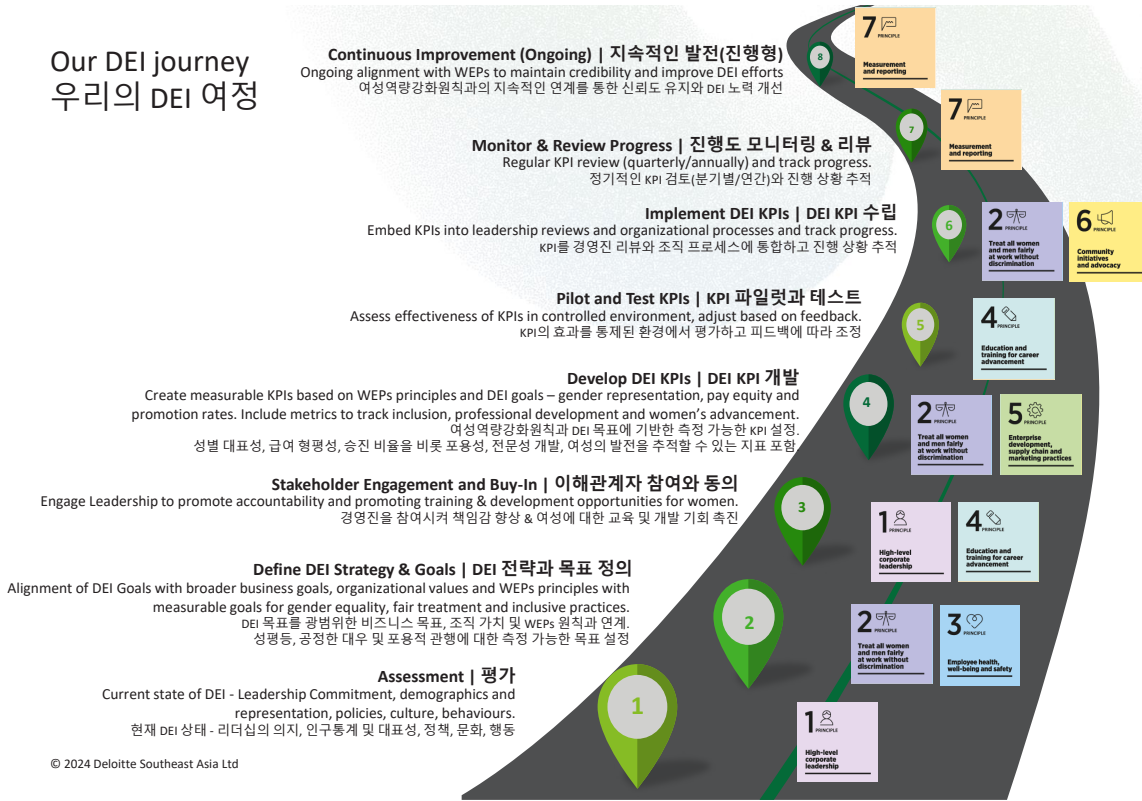 Our DEI journey
우리의 DEI 여정
Continuous Improvement (Ongoing) | 지속적인 발전(진행형)
Ongoing alignment with WEPs to maintain credibility and improve DEI efforts
여성역량강화원칙과의 지속적인 연계를 통한 신뢰도 유지와 DEI 노력 개선
8
7
PRINCIPLE
Measurement
and reporting
Monitor & Review Progress | 진행도 모니터링 & 리뷰
Regular KPI review (quarterly/annually) and track progress.
정기적인 KPI 검토(분기별/연간)와 진행 상황 추적
7
7
PRINCIPLE
Measurement
and reporting
Implement DEI KPIs | DEI KPI 수립
Embed KPIs into leadership reviews and organizational processes and track progress.
KPI를 경영진 리뷰와 조직 프로세스에 통합하고 진행 상황 추적
6
2
PRINCIPLE
Treat all women
and men fairly
at work without
discrimination
6
PRINCIPLE
Community
initiatives
and advocacy
Pilot and Test KPIs | KPI 파일럿과 테스트
Assess effectiveness of KPIs in controlled environment, adjust based on feedback.
KPI의 효과를 통제된 환경에서 평가하고 피드백에 따라 조정
5
4
PRINCIPLE
Education and
training for career
advancement
Develop DEI KPIs | DEI KPI 개발
Create measurable KPIs based on WEPs principles and DEI goals – gender representation, pay equity and
promotion rates. Include metrics to track inclusion, professional development and women's advancement.
여성역량강화원칙과 DEI 목표에 기반한 측정 가능한 KPI 설정.
성별 대표성, 급여 형평성, 승진 비율을 비롯 포용성, 전문성 개발, 여성의 발전을 추적할 수 있는 지표 포함.
4
2
PRINCIPLE
Treat all women
and men fairly
at work without
discrimination
5
PRINCIPLE
Enterprise
development,
supply chain and
marketing practices
Stakeholder Engagement and Buy-In | 이해관계자 참여와 동의
Engage Leadership to promote accountability and promoting training & development opportunities for women.
경영진을 참여시켜 책임감 향상 & 여성에 대한 교육 및 개발 기회 촉진
3
1
PRINCIPLE
High-level
corporate
leadership
4
PRINCIPLE
Education and
training for career
advancement
Define DEI Strategy & Goals | DEI 전략과 목표 정의
Alignment of DEI Goals with broader business goals, organizational values and WEPs principles with
measurable goals for gender equality, fair treatment and inclusive practices.
DEI 목표를 광범위한 비즈니스 목표, 조직 가치 및 WEPs 원칙과 연계.
성평등, 공정한 대우 및 포용적 관행에 대한 측정 가능한 목표 설정
2
2
PRINCIPLE
Treat all women
and men fairly
at work without
discrimination
3
PRINCIPLE
Employee health,
well-being and safety
Assessment | 평가
Current state of DEI - Leadership Commitment, demographics and
representation, policies, culture, behaviours.
현재 DEI 상태 - 리더십의 의지, 인구통계 및 대표성, 정책, 문화, 행동
1
1
PRINCIPLE
High-level
corporate
leadership
© 2024 Deloitte Southeast Asia Ltd